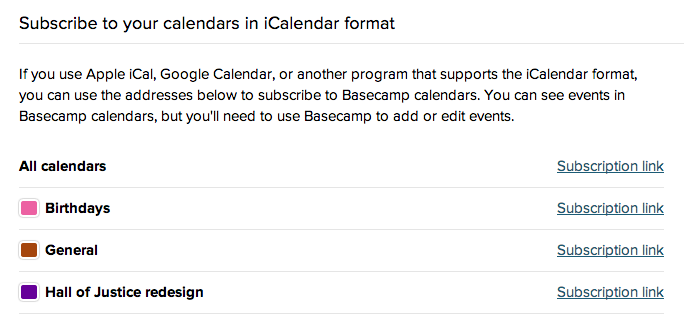 Subscribe to your calendars in iCalendar format
If you use Apple iCal, Google Calendar, or another program that supports the iCalendar format,
you can use the addresses below to subscribe to Basecamp calendars. You can see events in
Basecamp calendars, but you'll need to use Basecamp to add or edit events.
All calendars Subscription link
Birthdays Subscription link
General Subscription link
Hall of Justice redesign Subscription link